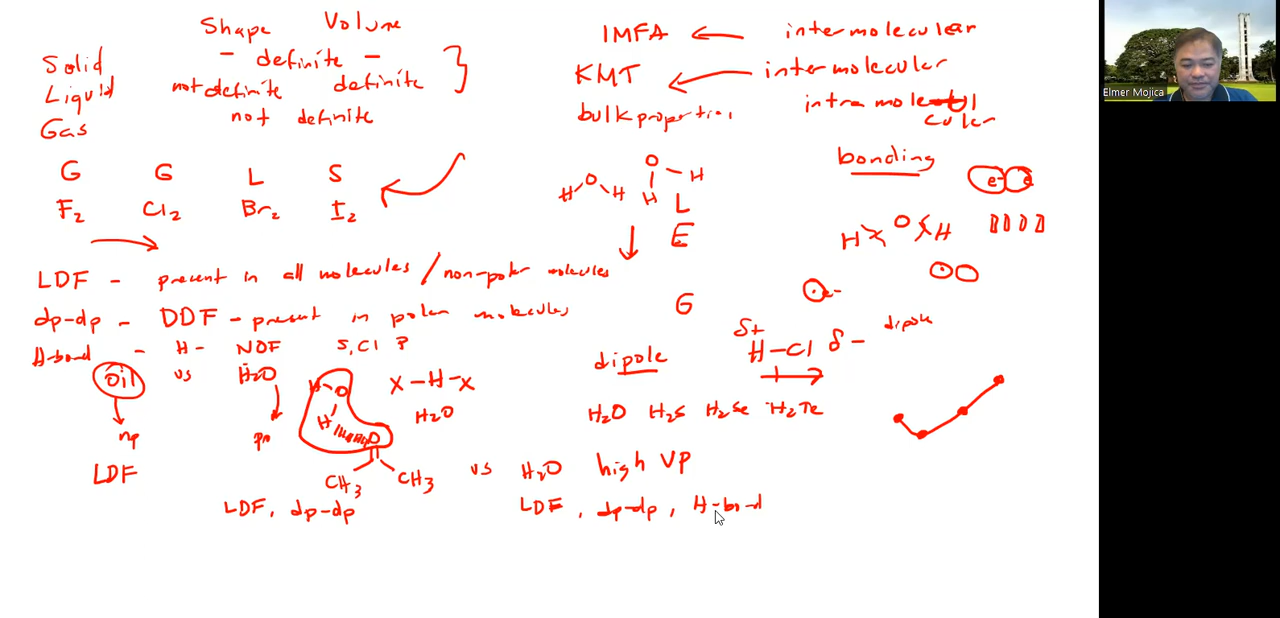 Shape Volume
Solid - definite -
Liquid not definite definite
Gas not definite
IMFA ← intermolecular
KMT ← intermolecular
bulk properties intramolecular
G G L S
F2 Cl2 Br2 I2
H O H
O H
H
L
E
G
bonding
e- e
H O H
e-
LDF - present in all molecules / non-polar molecules
dp-dp - DDF - present in polar molecules
H-bond - H- NOF S, Cl ?
Oil vs H2O
np
LDF
H O
H
O
CH3 CH3
X-H-X
H2O
vs H2O high VP
LDF, dp-dp
LDF, dp-dp, H-bond
dipole
δ+ H-Cl δ- dipole
H2O H2S H2Se H2Te
Elmer Mojica